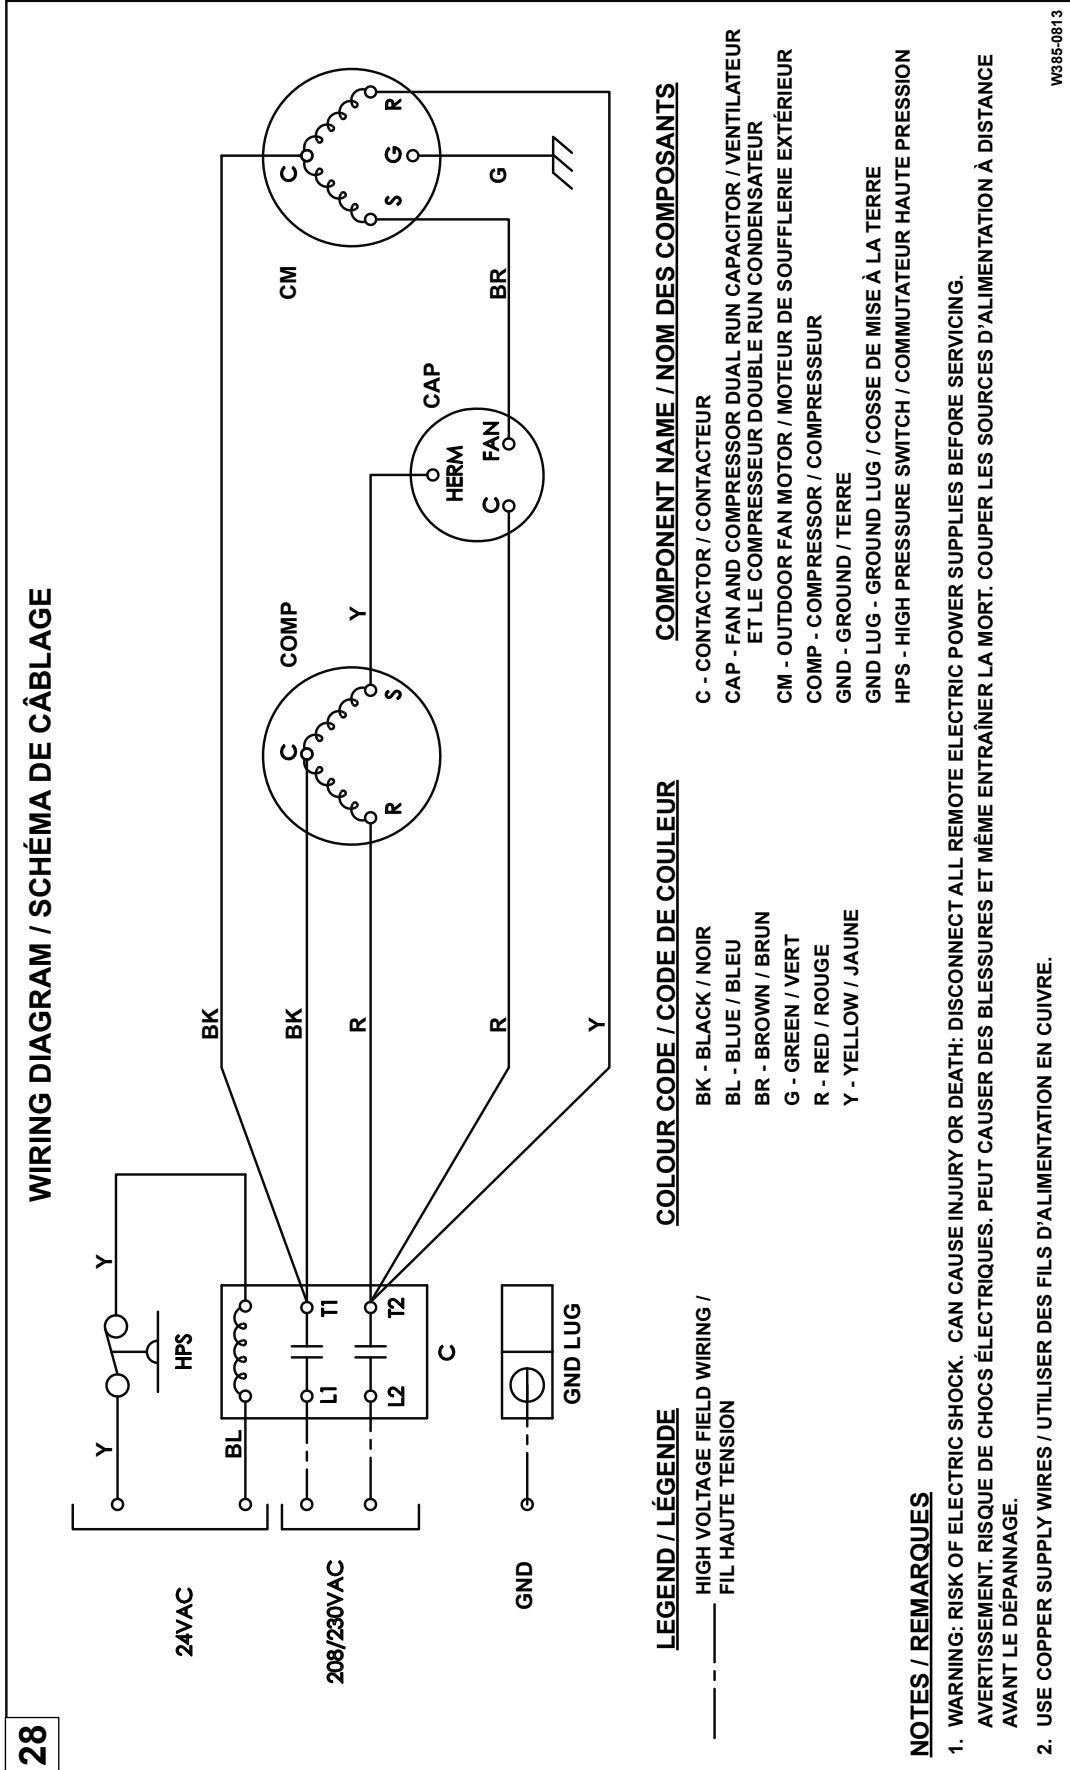 28
WIRING DIAGRAM / SCHÉMA DE CÂBLAGE
24VAC
Y
HPS
Y
BL
208/230VAC
L1
T1
L2
T2
C
GND
GND LUG
BK
BK
R
R
Y
COMP
C
R
S
Y
CAP
HERM
C
FAN
BR
CM
C
S
G
R
G
LEGEND / LÉGENDE
HIGH VOLTAGE FIELD WIRING /
FIL HAUTE TENSION
COLOUR CODE / CODE DE COULEUR
BK - BLACK / NOIR
BL - BLUE / BLEU
BR - BROWN / BRUN
G - GREEN / VERT
R - RED / ROUGE
Y - YELLOW / JAUNE
COMPONENT NAME / NOM DES COMPOSANTS
C - CONTACTOR / CONTACTEUR
CAP - FAN AND COMPRESSOR DUAL RUN CAPACITOR / VENTILATEUR
ET LE COMPRESSEUR DOUBLE RUN CONDENSATEUR
CM - OUTDOOR FAN MOTOR / MOTEUR DE SOUFFLERIE EXTÉRIEUR
COMP - COMPRESSOR / COMPRESSEUR
GND - GROUND / TERRE
GND LUG - GROUND LUG / COSSE DE MISE À LA TERRE
HPS - HIGH PRESSURE SWITCH / COMMUTATEUR HAUTE PRESSION
NOTES / REMARQUES
1. WARNING: RISK OF ELECTRIC SHOCK. CAN CAUSE INJURY OR DEATH: DISCONNECT ALL REMOTE ELECTRIC POWER SUPPLIES BEFORE SERVICING.
AVERTISSEMENT. RISQUE DE CHOCS ÉLECTRIQUES. PEUT CAUSER DES BLESSURES ET MÊME ENTRAÎNER LA MORT. COUPER LES SOURCES D'ALIMENTATION À DISTANCE
AVANT LE DÉPANNAGE.
2. USE COPPER SUPPLY WIRES / UTILISER DES FILS D'ALIMENTATION EN CUIVRE.
W385-0813